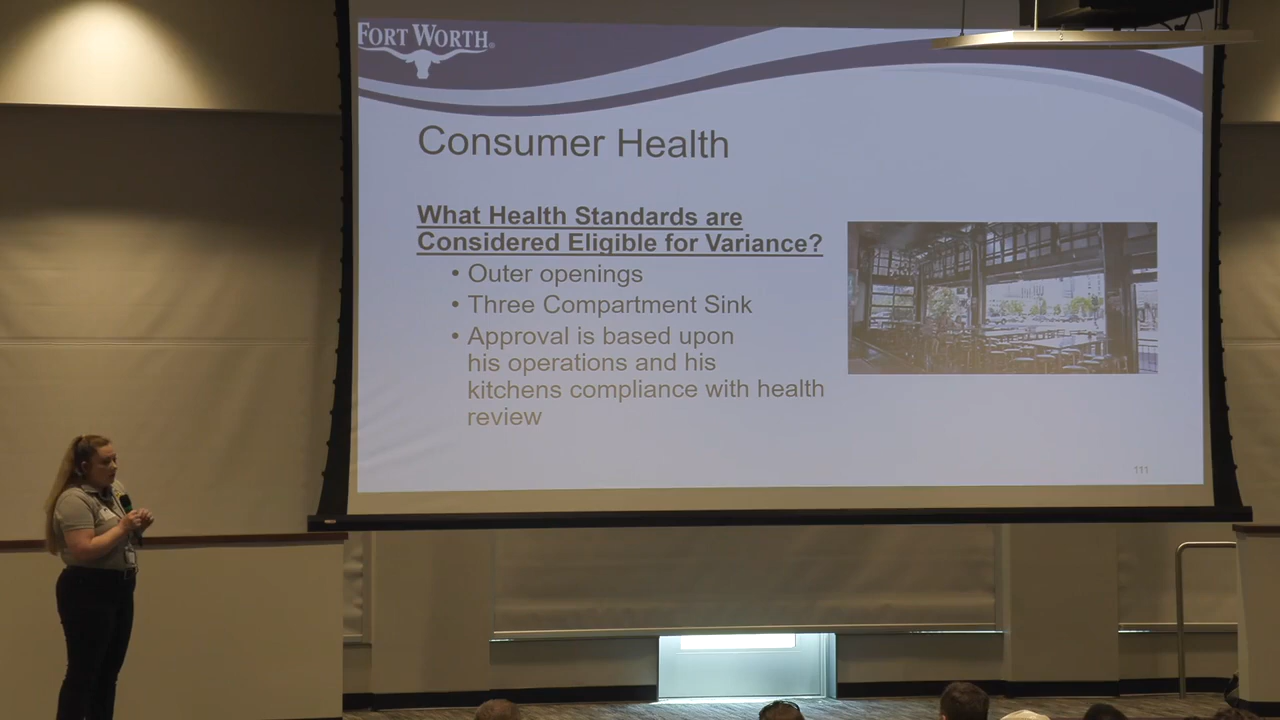 FORT WORTH®
Consumer Health
What Health Standards are
Considered Eligible for Variance?
• Outer openings
• Three Compartment Sink
• Approval is based upon
his operations and his
kitchens compliance with health
review
111